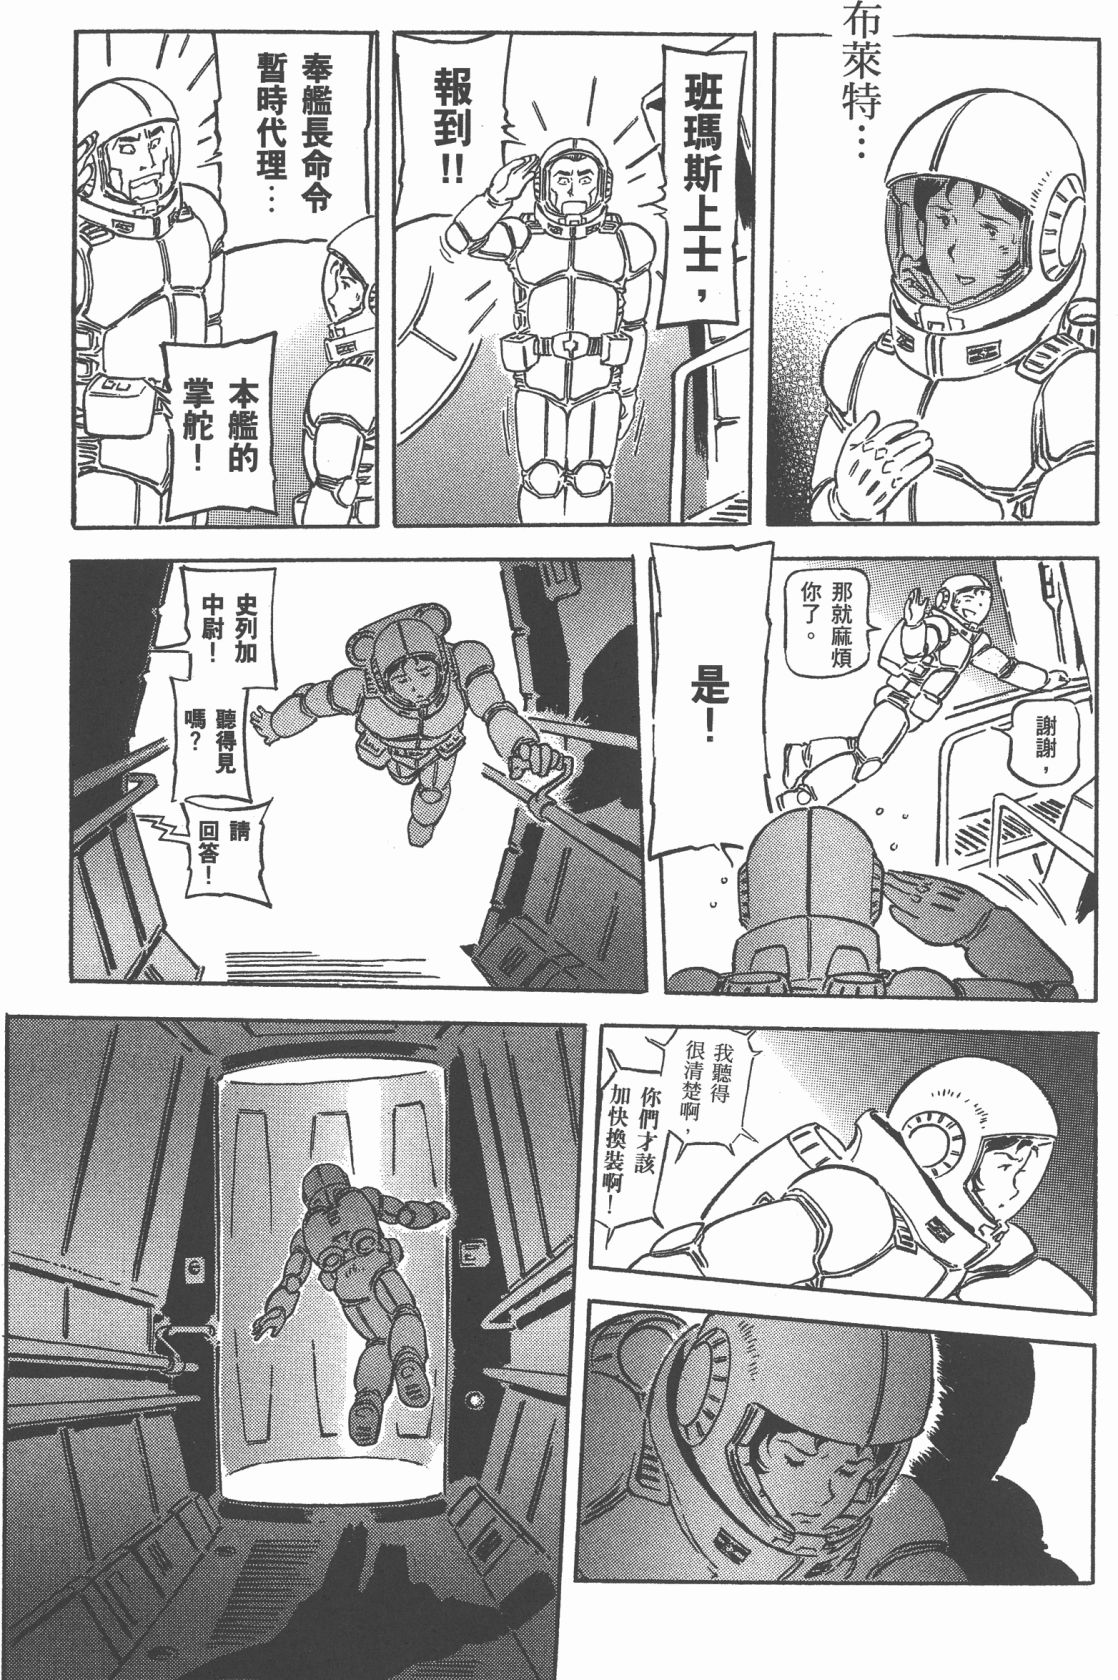 布萊特…
班瑪斯上士，
報到!!
奉艦長命令
暫時代理…
本艦的
掌舵！
謝謝，
那就麻煩
你了。
是！
史列加
中尉！
聽得見
嗎？
請
回答！
我聽得
很清楚啊，
你們才該
加快換裝啊！